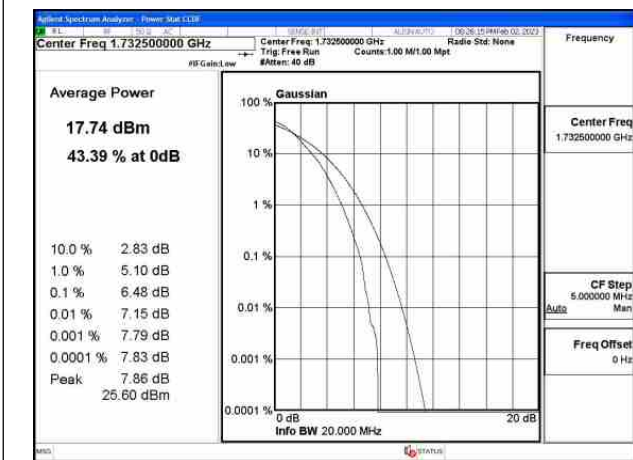 Agilent Spectrum Analyzer - Power Stat CCDF
RL RF 50 Ω AC SENSE:INT ALIGN AUTO 08:26:15 PM Feb 02, 2023
Center Freq 1.732500000 GHz
Center Freq: 1.732500000 GHz Radio Std: None
Trig: Free Run Counts:1.00 M/1.00 Mpt
#IFGain:Low #Atten: 40 dB
Frequency
Average Power
17.74 dBm
43.39 % at 0dB
10.0 % 2.83 dB
1.0 % 5.10 dB
0.1 % 6.48 dB
0.01 % 7.15 dB
0.001 % 7.79 dB
0.0001 % 7.83 dB
Peak 7.86 dB
25.60 dBm
Gaussian
100 %
10 %
1 %
0.1 %
0.01 %
0.001 %
0.0001 %
0 dB 20 dB
Info BW 20.000 MHz
Center Freq
1.732500000 GHz
CF Step
5.000000 MHz
Auto Man
Freq Offset
0 Hz
MSG STATUS